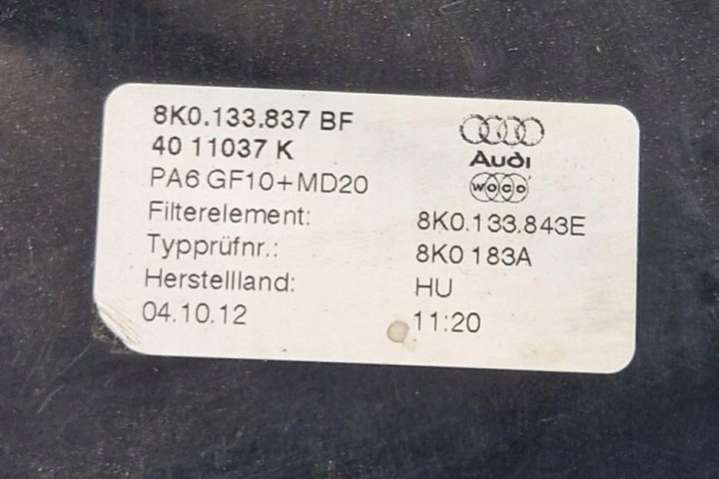 8K0.133.837 BF
40 11037 K
Audi
PA6 GF10+MD20
WOCO
Filterelement: 8K0.133.843E
Typprüfnr.: 8K0 183A
Herstellland: HU
04.10.12 11:20